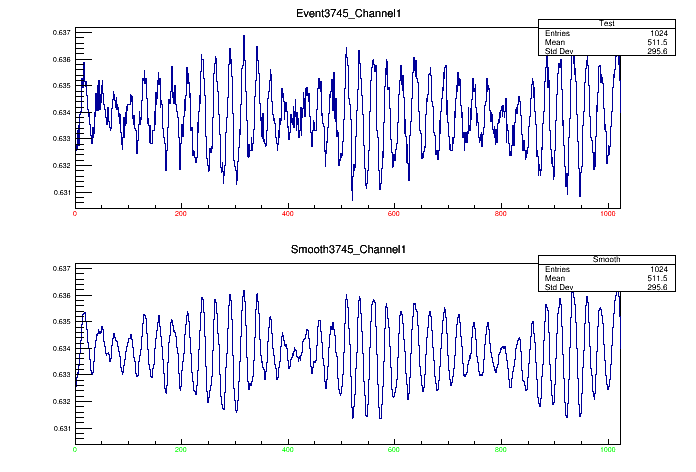 Event3745_Channel1
Test
Entries 1024
Mean 511.5
Std Dev 295.6
0.637
0.636
0.635
0.634
0.633
0.632
0.631
0 200 400 600 800 1000
Smooth3745_Channel1
Smooth
Entries 1024
Mean 511.5
Std Dev 295.6
0.637
0.636
0.635
0.634
0.633
0.632
0.631
0 200 400 600 800 1000